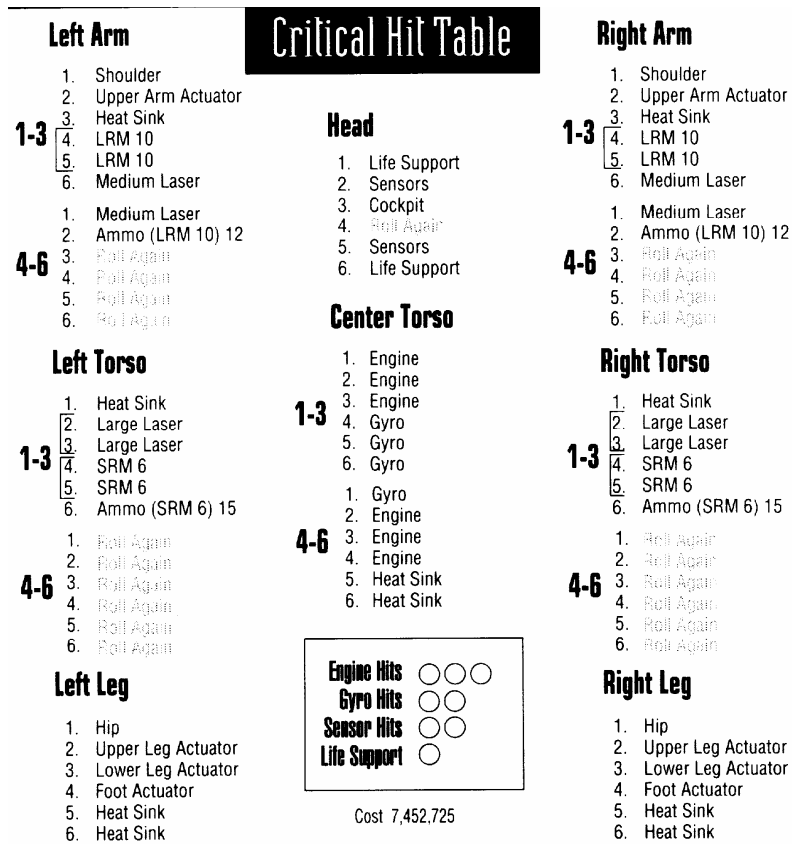 Critical Hit Table
Left Arm
1-3
1. Shoulder
2. Upper Arm Actuator
3. Heat Sink
4. LRM 10
5. LRM 10
6. Medium Laser
4-6
1. Medium Laser
2. Ammo (LRM 10) 12
3. Roll Again
4. Roll Again
5. Roll Again
6. Roll Again
Left Torso
1-3
1. Heat Sink
2. Large Laser
3. Large Laser
4. SRM 6
5. SRM 6
6. Ammo (SRM 6) 15
4-6
1. Roll Again
2. Roll Again
3. Roll Again
4. Roll Again
5. Roll Again
6. Roll Again
Left Leg
1. Hip
2. Upper Leg Actuator
3. Lower Leg Actuator
4. Foot Actuator
5. Heat Sink
6. Heat Sink
Head
1. Life Support
2. Sensors
3. Cockpit
4. Roll Again
5. Sensors
6. Life Support
Center Torso
1-3
1. Engine
2. Engine
3. Engine
4. Gyro
5. Gyro
6. Gyro
4-6
1. Gyro
2. Engine
3. Engine
4. Engine
5. Heat Sink
6. Heat Sink
Engine Hits
Gyro Hits
Sensor Hits
Life Support
Cost 7,452,725
Right Arm
1-3
1. Shoulder
2. Upper Arm Actuator
3. Heat Sink
4. LRM 10
5. LRM 10
6. Medium Laser
4-6
1. Medium Laser
2. Ammo (LRM 10) 12
3. Roll Again
4. Roll Again
5. Roll Again
6. Roll Again
Right Torso
1-3
1. Heat Sink
2. Large Laser
3. Large Laser
4. SRM 6
5. SRM 6
6. Ammo (SRM 6) 15
4-6
1. Roll Again
2. Roll Again
3. Roll Again
4. Roll Again
5. Roll Again
6. Roll Again
Right Leg
1. Hip
2. Upper Leg Actuator
3. Lower Leg Actuator
4. Foot Actuator
5. Heat Sink
6. Heat Sink